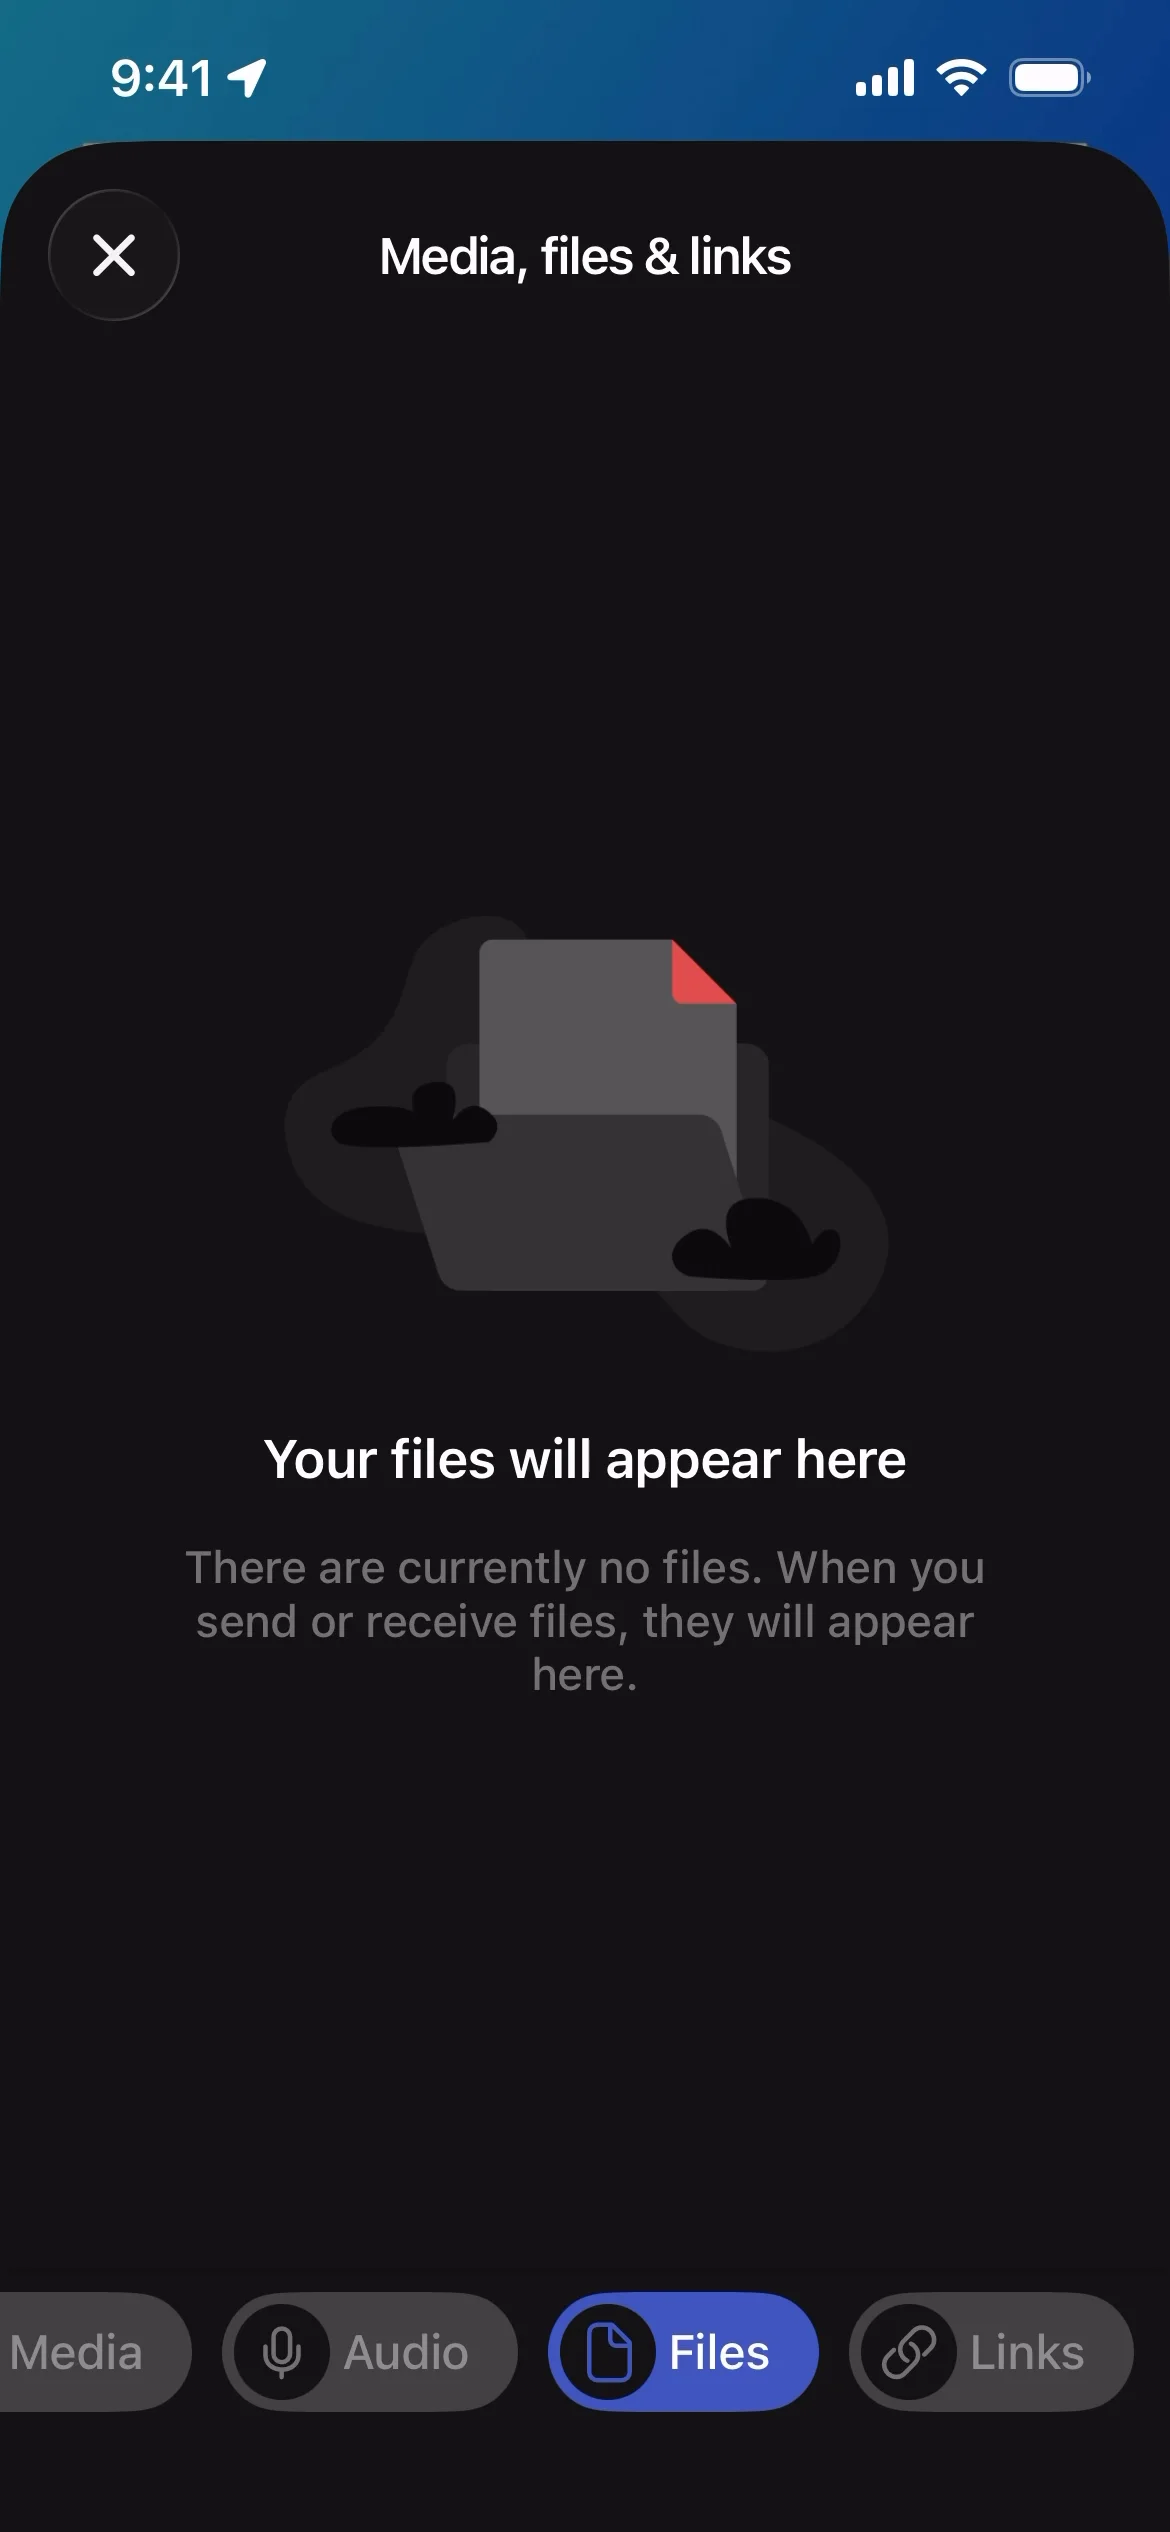 9:41
Media, files & links
Your files will appear here
There are currently no files. When you
send or receive files, they will appear
here.
Media
Audio
Files
Links